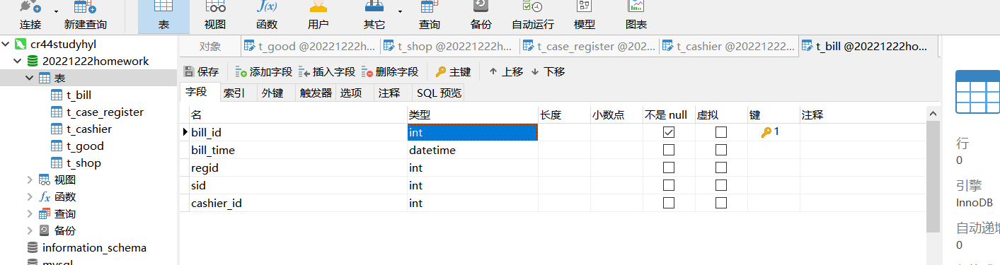 连接 新建查询 表 视图 函数 用户 其它 查询 备份 自动运行 模型 图表
cr44studyhyl
20221222homework
表
t_bill
t_case_register
t_cashier
t_good
t_shop
视图
函数
查询
备份
information_schema
mysql
对象 t_good @20221222h... t_shop @20221222ho... t_case_register @202... t_cashier @20221222... t_bill @20221222ho...
保存 添加字段 插入字段 删除字段 主键 上移 下移
字段 索引 外键 触发器 选项 注释 SQL 预览
名 类型 长度 小数点 不是 null 虚拟 键 注释
bill_id int 1
bill_time datetime
regid int
sid int
cashier_id int
行
0
引擎
InnoDB
自动递增
0